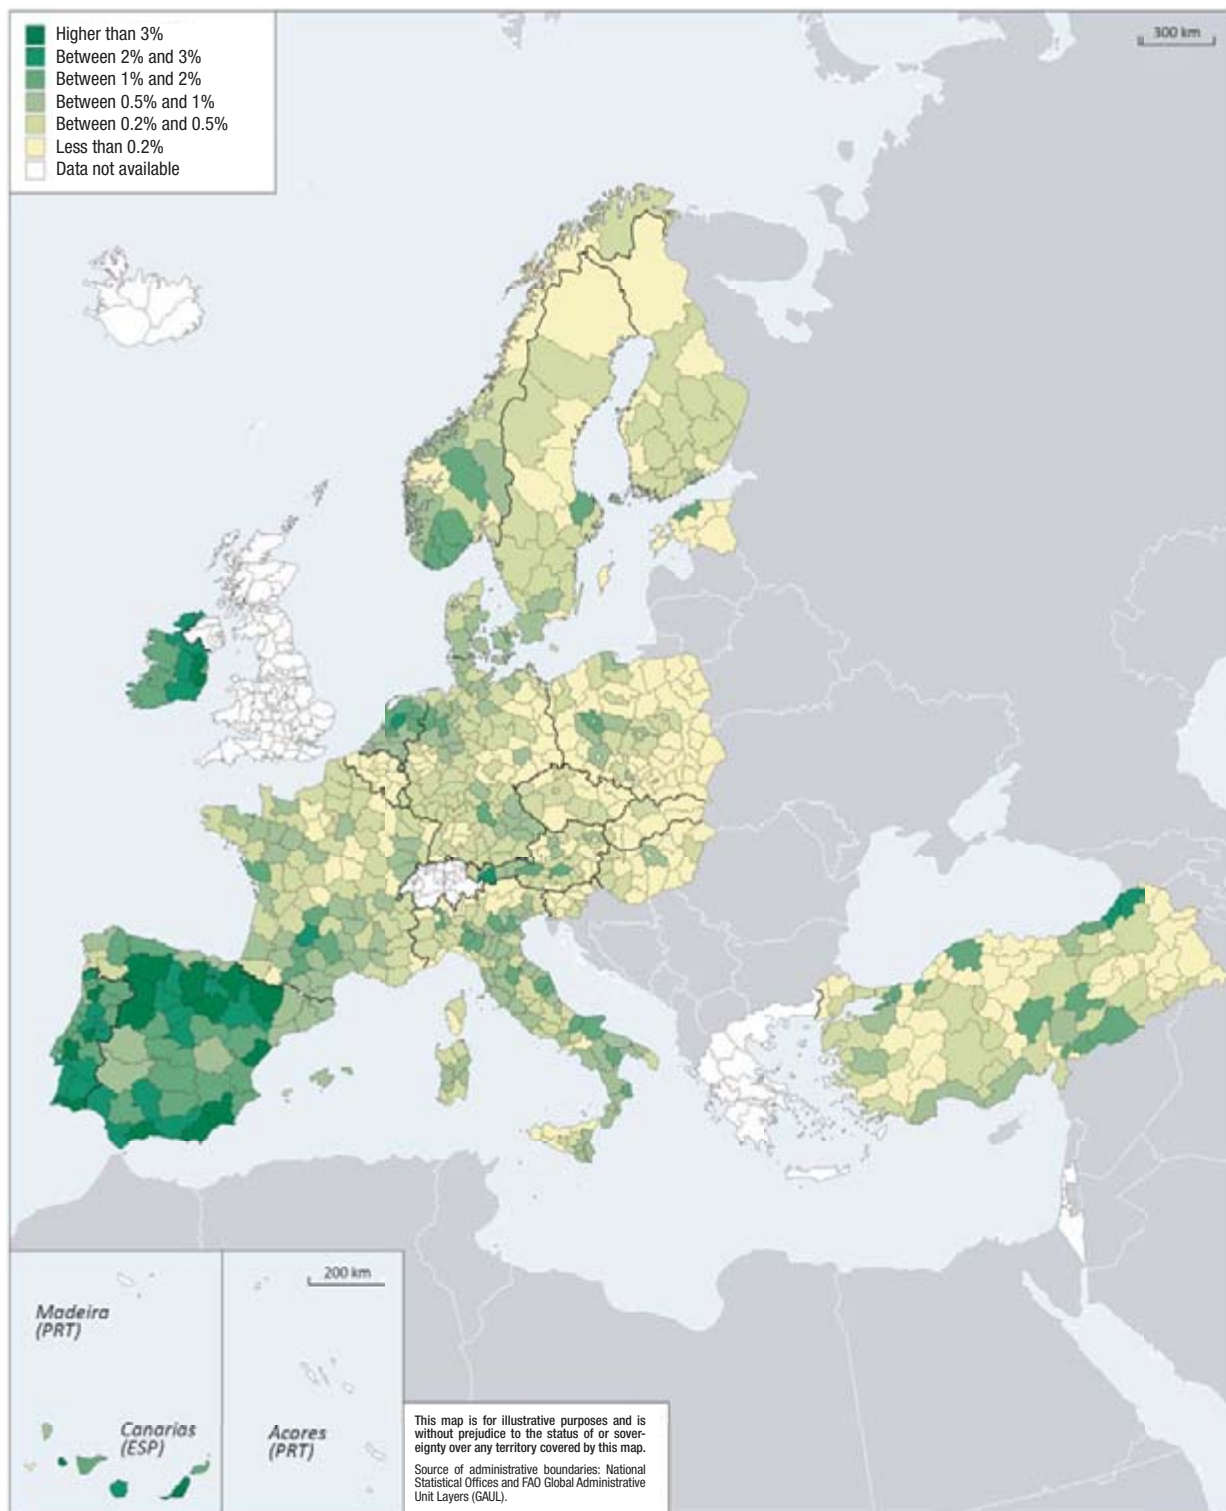 Higher than 3%
Between 2% and 3%
Between 1% and 2%
Between 0.5% and 1%
Between 0.2% and 0.5%
Less than 0.2%
Data not available
300 km
200 km
Madeira
(PRT)
Canarias
(ESP)
Acores
(PRT)
This map is for illustrative purposes and is
without prejudice to the status of or sover-
eignty over any territory covered by this map.
Source of administrative boundaries: National
Statistical Offices and FAO Global Administrative
Unit Layers (GAUL).